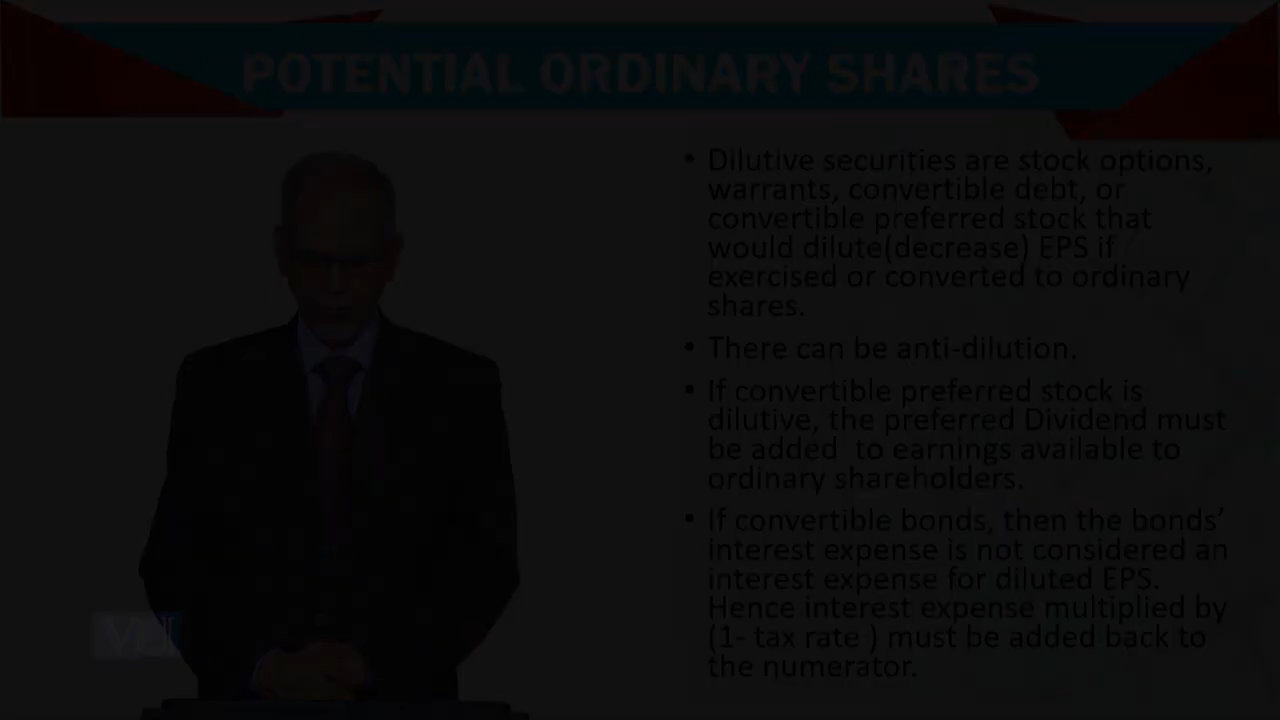 POTENTIAL ORDINARY SHARES
• Dilutive securities are stock options,
warrants, convertible debt, or
convertible preferred stock that
would dilute(decrease) EPS if
exercised or converted to ordinary
shares.
• There can be anti-dilution.
• If convertible preferred stock is
dilutive, the preferred Dividend must
be added to earnings available to
ordinary shareholders.
• If convertible bonds, then the bonds’
interest expense is not considered an
interest expense for diluted EPS.
Hence interest expense multiplied by
(1- tax rate ) must be added back to
the numerator.